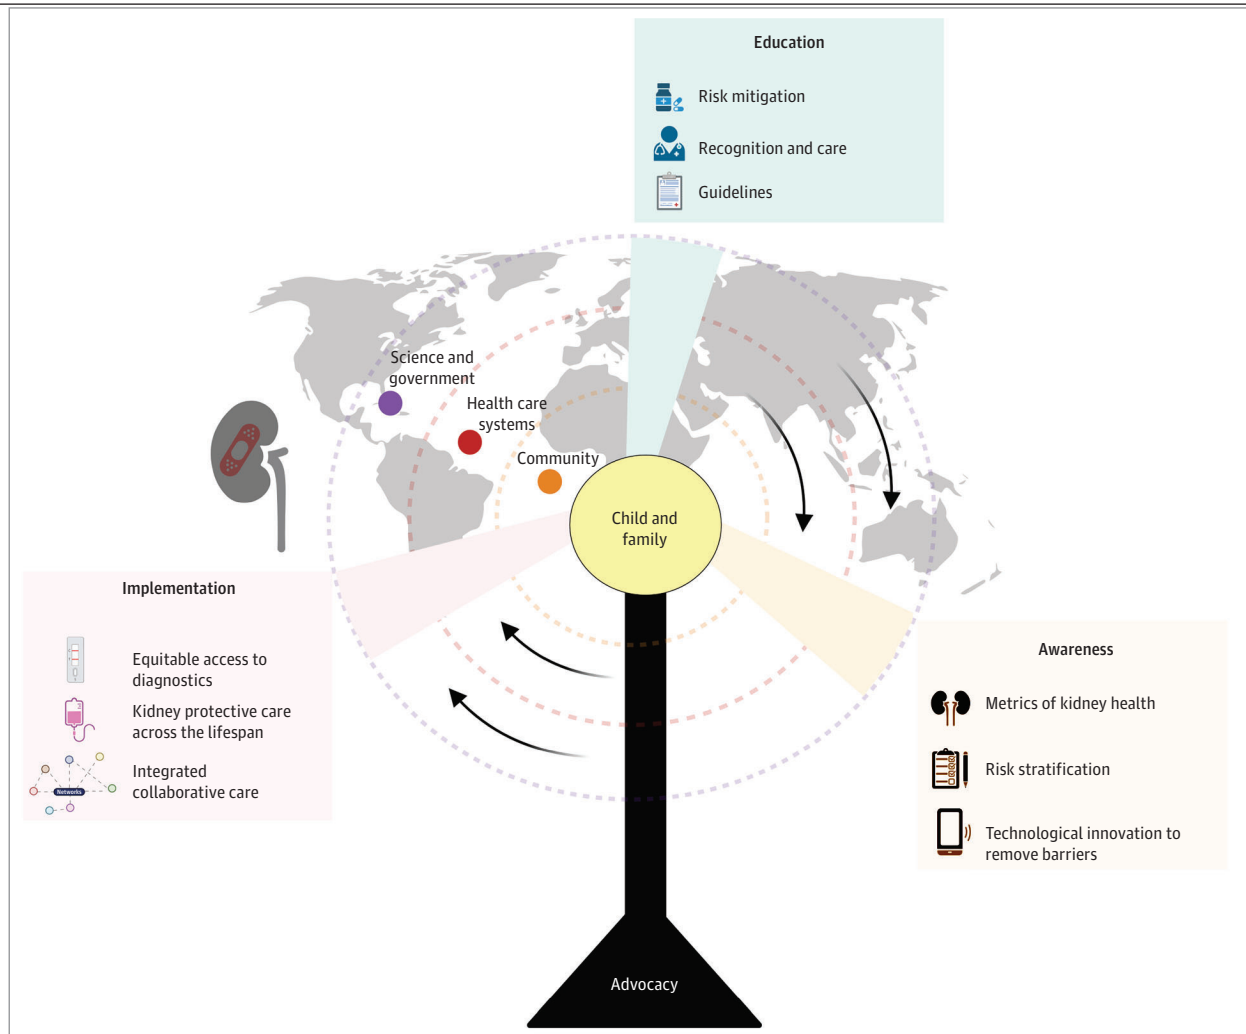 Education
Risk mitigation
Recognition and care
Guidelines
Science and
government
Health care
systems
Community
Child and
family
Implementation
Equitable access to
diagnostics
Kidney protective care
across the lifespan
Integrated
collaborative care
Networks
Awareness
Metrics of kidney health
Risk stratification
Technological innovation to
remove barriers
Advocacy